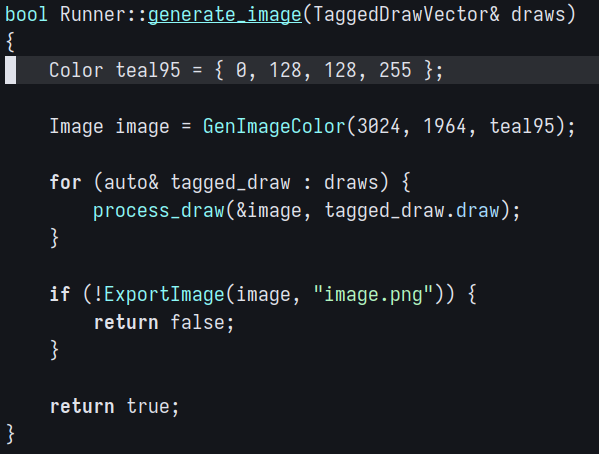 bool Runner::generate_image(TaggedDrawVector& draws)
{
    Color teal95 = { 0, 128, 128, 255 };
    Image image = GenImageColor(3024, 1964, teal95);
    for (auto& tagged_draw : draws) {
        process_draw(&image, tagged_draw.draw);
    }
    if (!ExportImage(image, "image.png")) {
        return false;
    }
    return true;
}